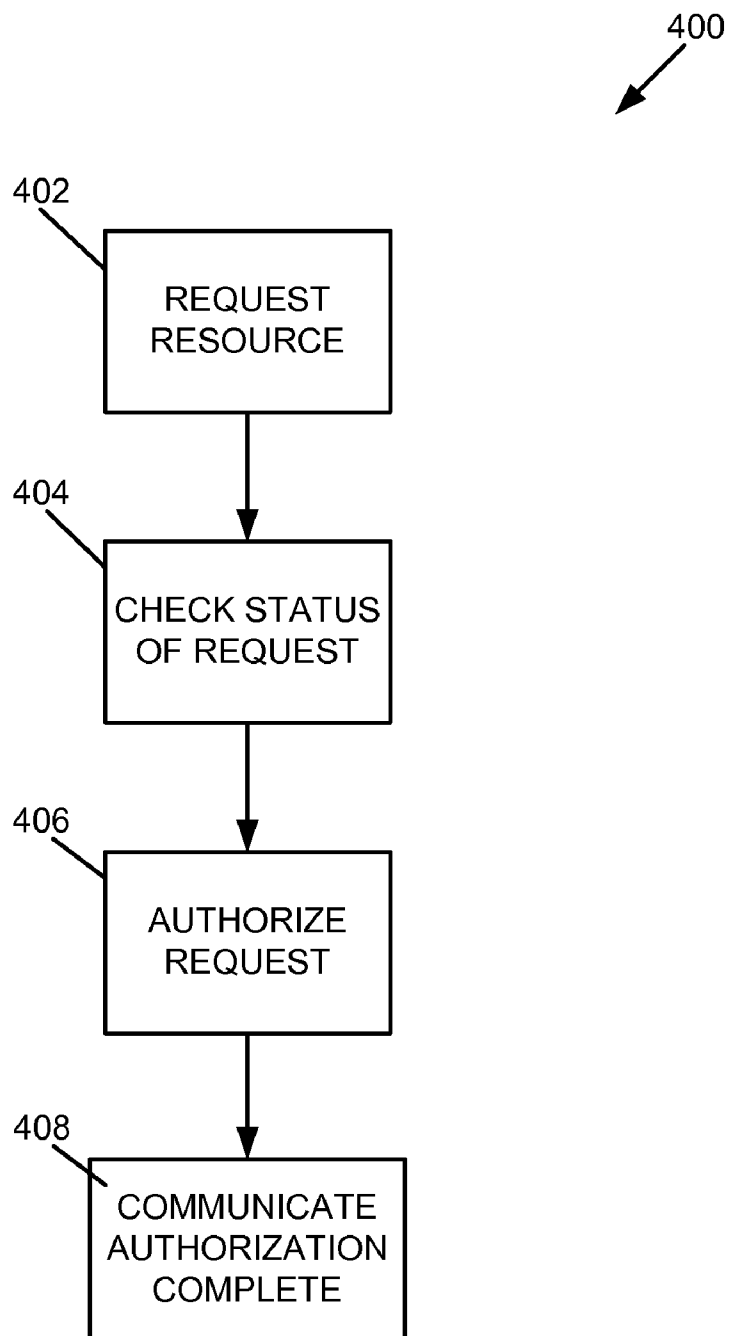 400
402
REQUEST
RESOURCE
404
CHECK STATUS
OF REQUEST
406
AUTHORIZE
REQUEST
408
COMMUNICATE
AUTHORIZATION
COMPLETE